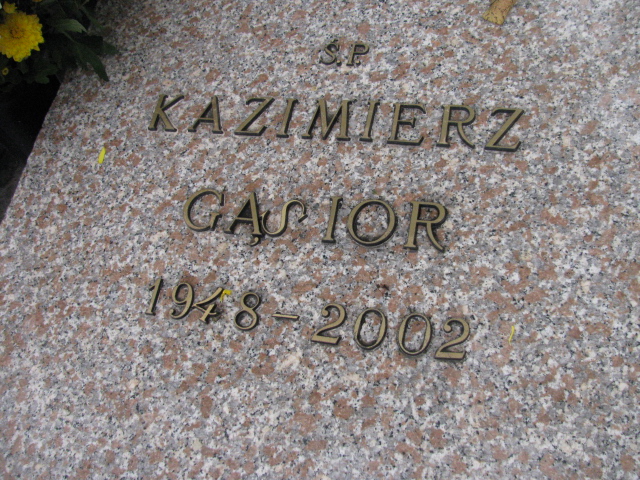 Ś.P.
KAZIMIERZ
GĄSIOR
1948-2002